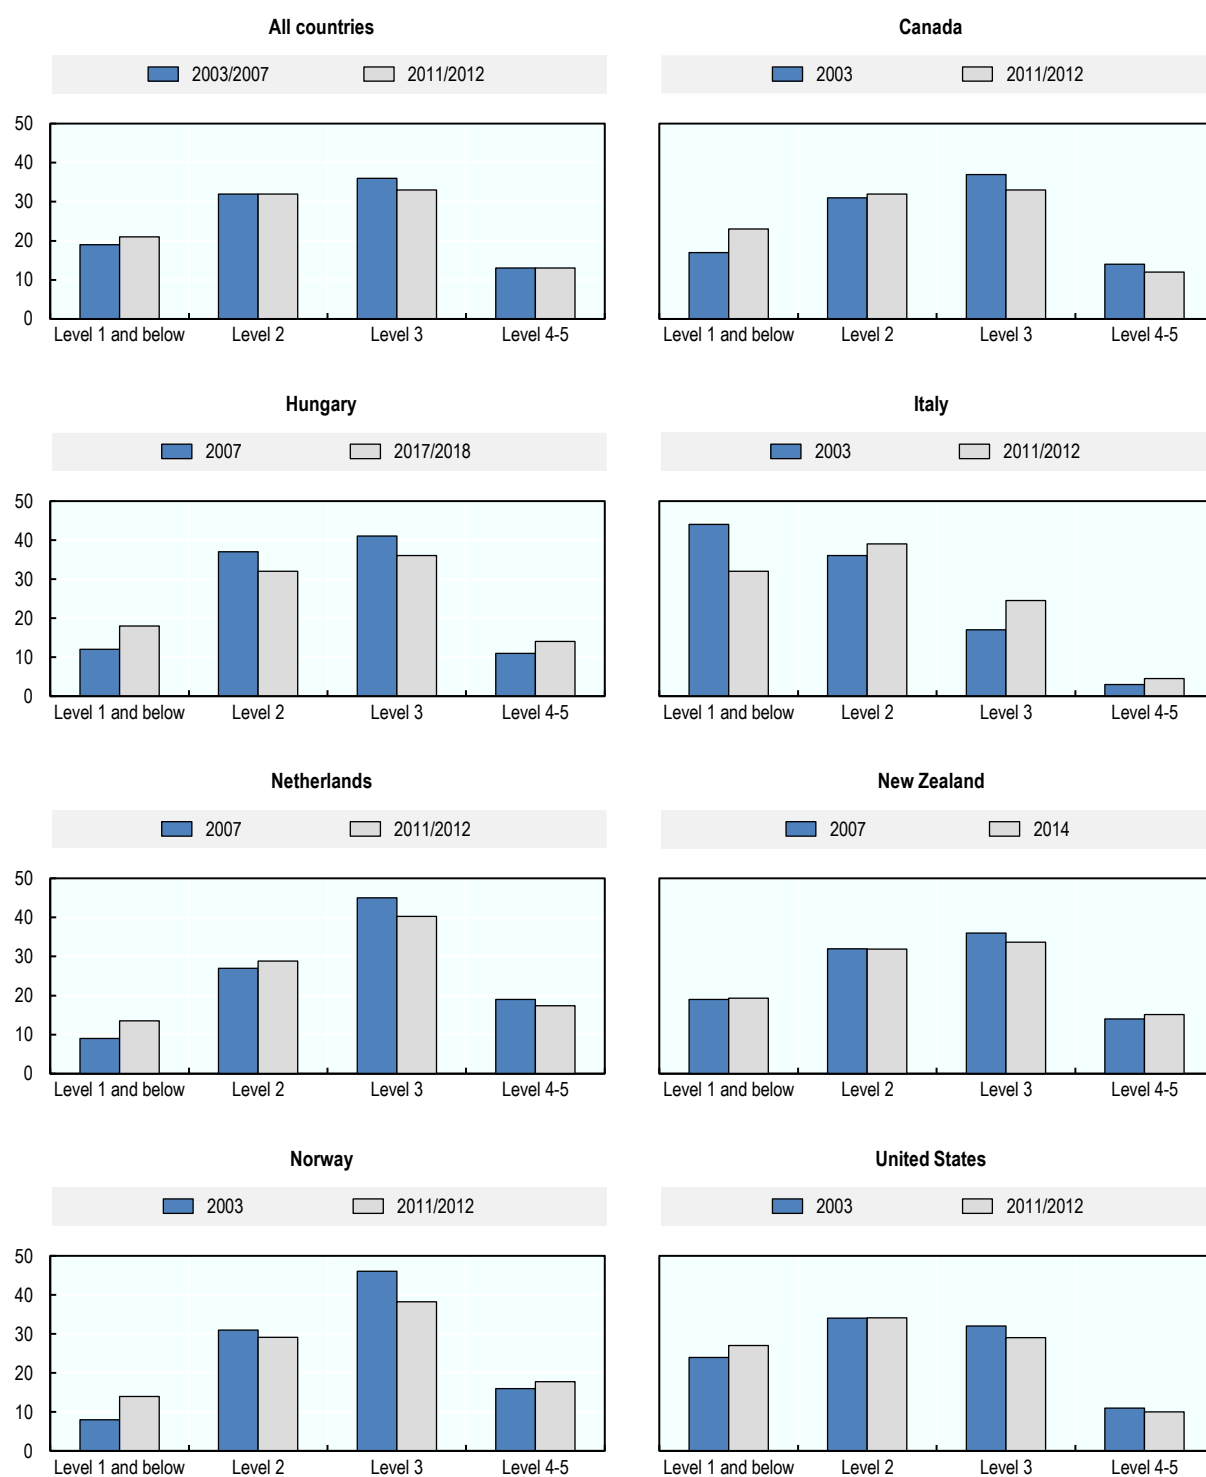 All countries
2003/2007 2011/2012
50
40
30
20
10
0
Level 1 and below Level 2 Level 3 Level 4-5
Canada
2003 2011/2012
Level 1 and below Level 2 Level 3 Level 4-5
Hungary
2007 2017/2018
50
40
30
20
10
0
Level 1 and below Level 2 Level 3 Level 4-5
Italy
2003 2011/2012
Level 1 and below Level 2 Level 3 Level 4-5
Netherlands
2007 2011/2012
50
40
30
20
10
0
Level 1 and below Level 2 Level 3 Level 4-5
New Zealand
2007 2014
Level 1 and below Level 2 Level 3 Level 4-5
Norway
2003 2011/2012
50
40
30
20
10
0
Level 1 and below Level 2 Level 3 Level 4-5
United States
2003 2011/2012
Level 1 and below Level 2 Level 3 Level 4-5